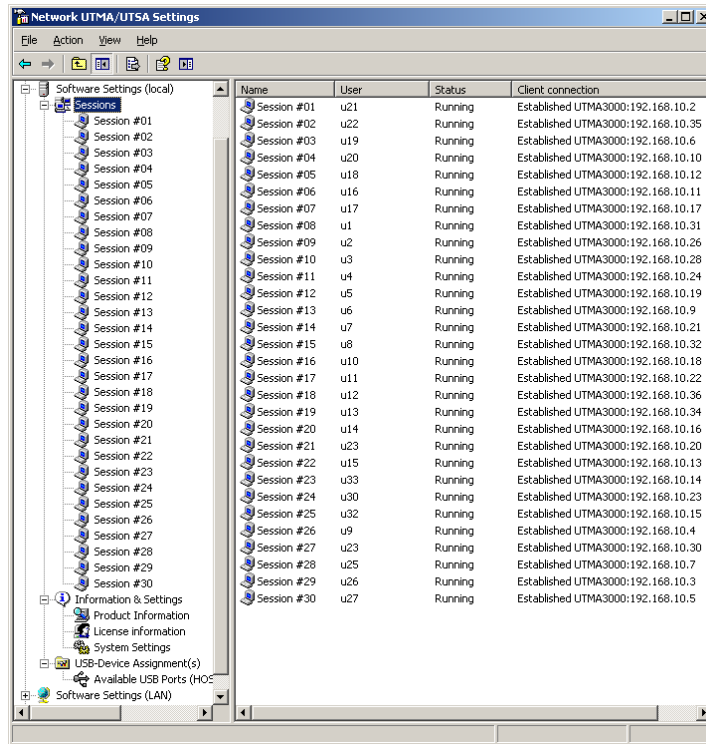 Network UTMA/UTSA Settings
File Action View Help
Software Settings (local)
Sessions
Session #01
Session #02
Session #03
Session #04
Session #05
Session #06
Session #07
Session #08
Session #09
Session #10
Session #11
Session #12
Session #13
Session #14
Session #15
Session #16
Session #17
Session #18
Session #19
Session #20
Session #21
Session #22
Session #23
Session #24
Session #25
Session #26
Session #27
Session #28
Session #29
Session #30
Information & Settings
Product Information
License information
System Settings
USB-Device Assignment(s)
Available USB Ports (HOS
Software Settings (LAN)
Name User Status Client connection
Session #01 u21 Running Established UTMA3000:192.168.10.2
Session #02 u22 Running Established UTMA3000:192.168.10.35
Session #03 u19 Running Established UTMA3000:192.168.10.6
Session #04 u20 Running Established UTMA3000:192.168.10.10
Session #05 u18 Running Established UTMA3000:192.168.10.12
Session #06 u16 Running Established UTMA3000:192.168.10.11
Session #07 u17 Running Established UTMA3000:192.168.10.17
Session #08 u1 Running Established UTMA3000:192.168.10.31
Session #09 u2 Running Established UTMA3000:192.168.10.26
Session #10 u3 Running Established UTMA3000:192.168.10.28
Session #11 u4 Running Established UTMA3000:192.168.10.24
Session #12 u5 Running Established UTMA3000:192.168.10.19
Session #13 u6 Running Established UTMA3000:192.168.10.9
Session #14 u7 Running Established UTMA3000:192.168.10.21
Session #15 u8 Running Established UTMA3000:192.168.10.32
Session #16 u10 Running Established UTMA3000:192.168.10.18
Session #17 u11 Running Established UTMA3000:192.168.10.22
Session #18 u12 Running Established UTMA3000:192.168.10.36
Session #19 u13 Running Established UTMA3000:192.168.10.34
Session #20 u14 Running Established UTMA3000:192.168.10.16
Session #21 u23 Running Established UTMA3000:192.168.10.20
Session #22 u15 Running Established UTMA3000:192.168.10.13
Session #23 u33 Running Established UTMA3000:192.168.10.14
Session #24 u30 Running Established UTMA3000:192.168.10.23
Session #25 u32 Running Established UTMA3000:192.168.10.15
Session #26 u9 Running Established UTMA3000:192.168.10.4
Session #27 u23 Running Established UTMA3000:192.168.10.30
Session #28 u25 Running Established UTMA3000:192.168.10.7
Session #29 u26 Running Established UTMA3000:192.168.10.3
Session #30 u27 Running Established UTMA3000:192.168.10.5